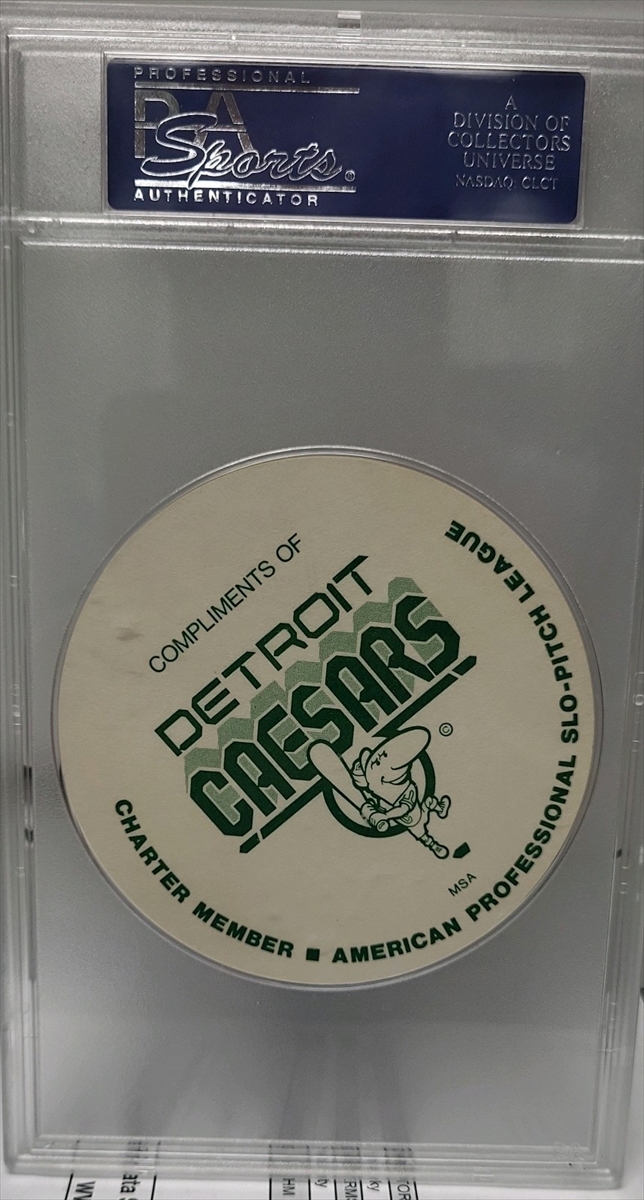 PROFESSIONAL
PSA
Sports®
AUTHENTICATOR
A
DIVISION OF
COLLECTORS
UNIVERSE
NASDAQ: CLCT
COMPLIMENTS OF
DETROIT
CAESARS
©
MSA
CHARTER MEMBER ■ AMERICAN PROFESSIONAL SLO-PITCH LEAGUE